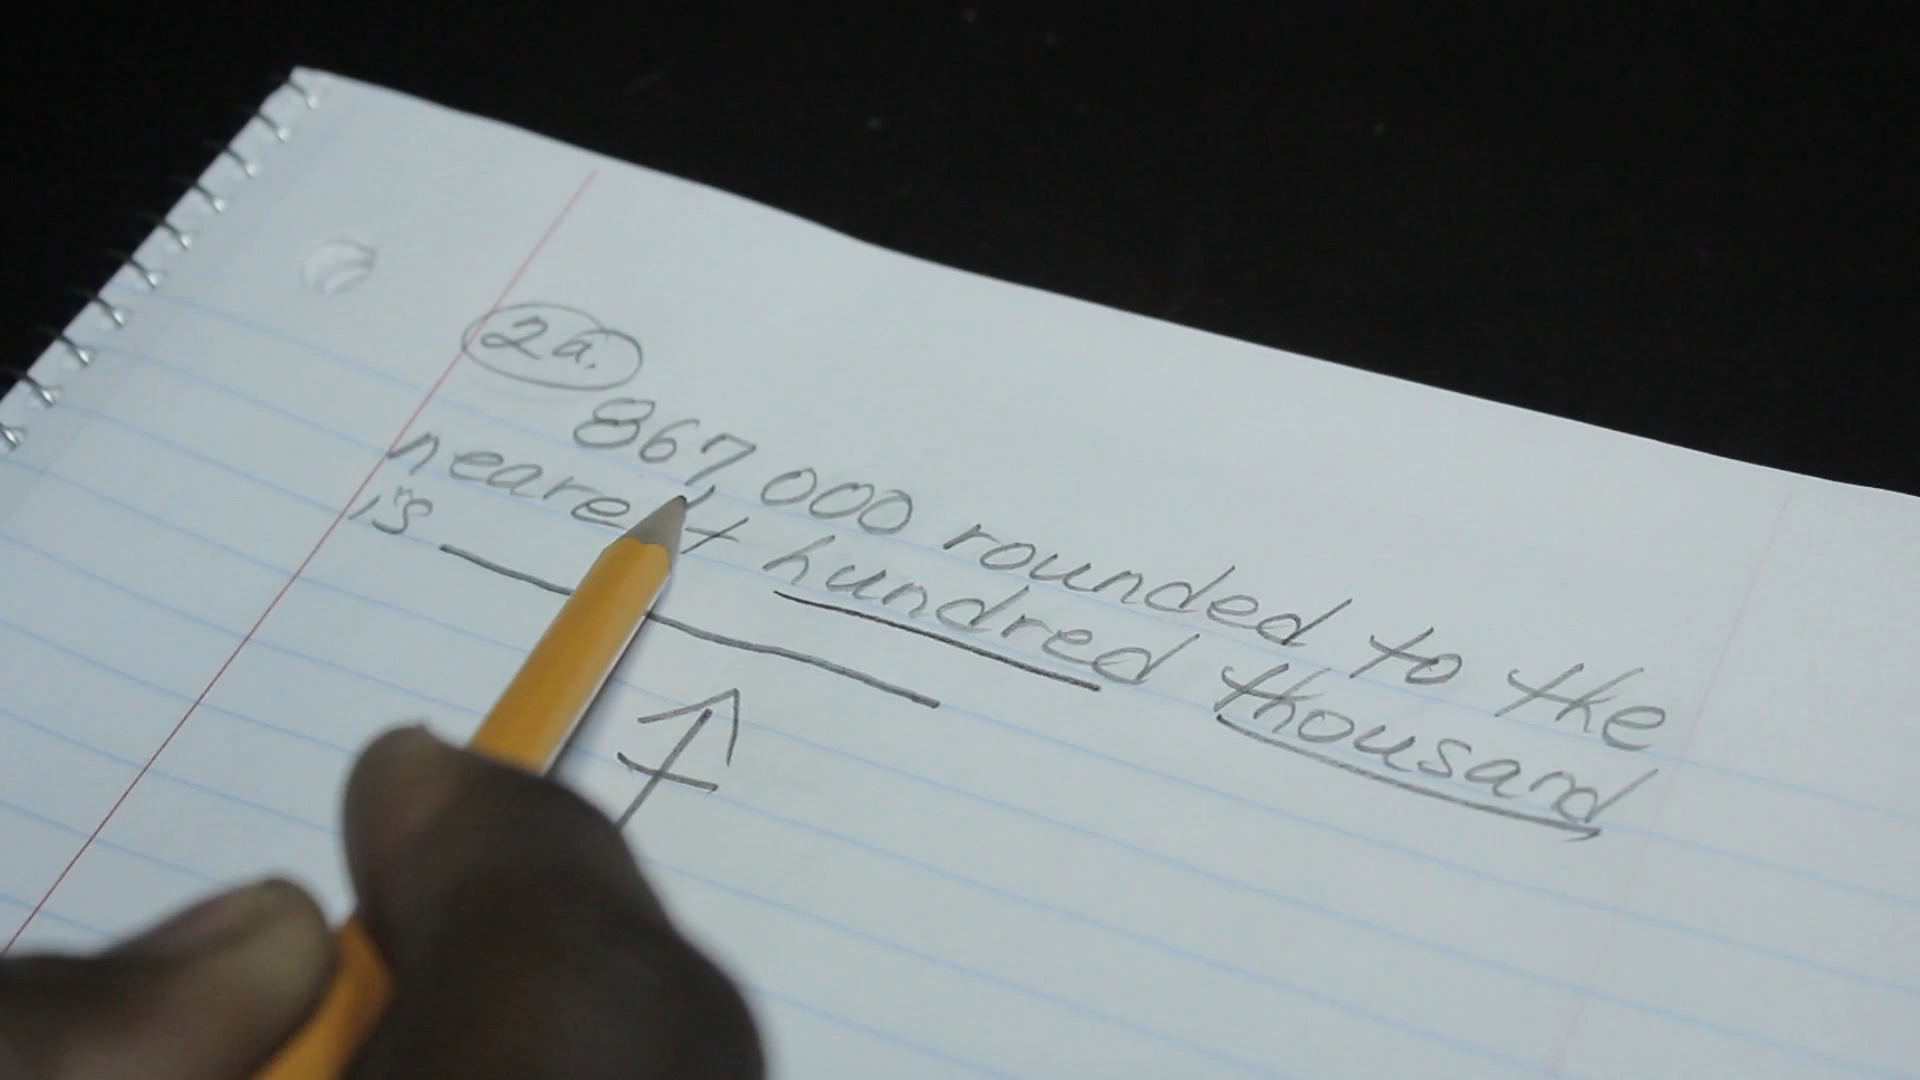 2a.
867,000 rounded to the
nearest hundred thousand
is